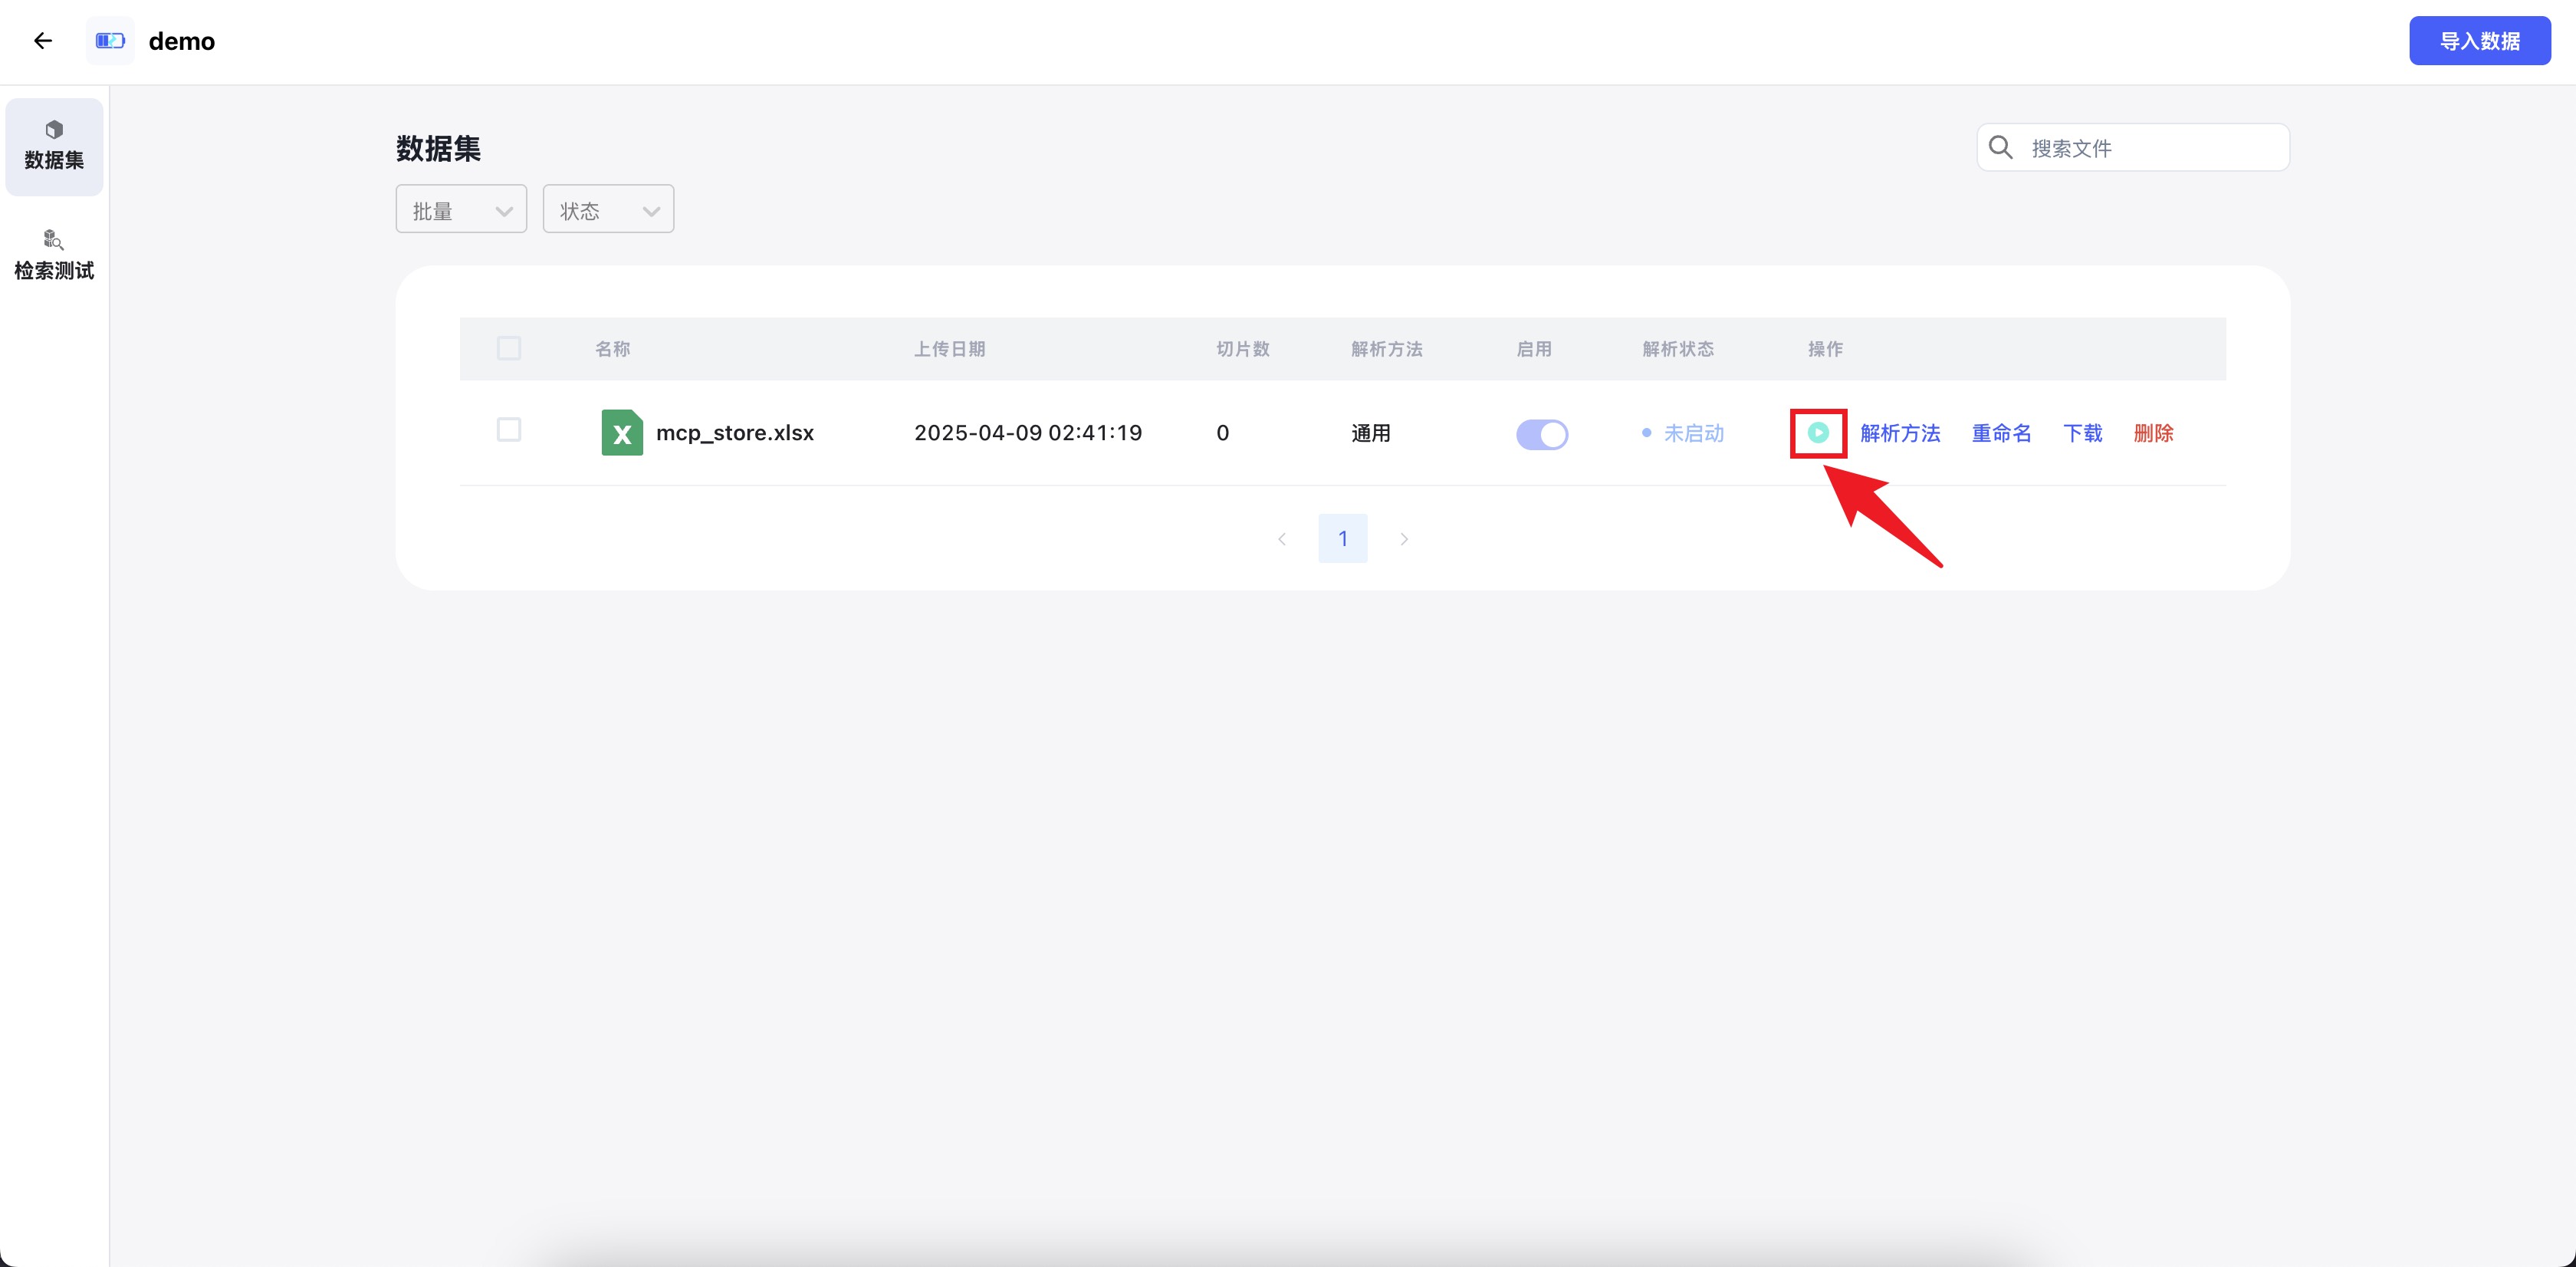 demo
导入数据
数据集
检索测试
数据集
搜索文件
批量
状态
名称 上传日期 切片数 解析方法 启用 解析状态 操作
X mcp_store.xlsx 2025-04-09 02:41:19 0 通用 未启动 解析方法 重命名 下载 删除
1